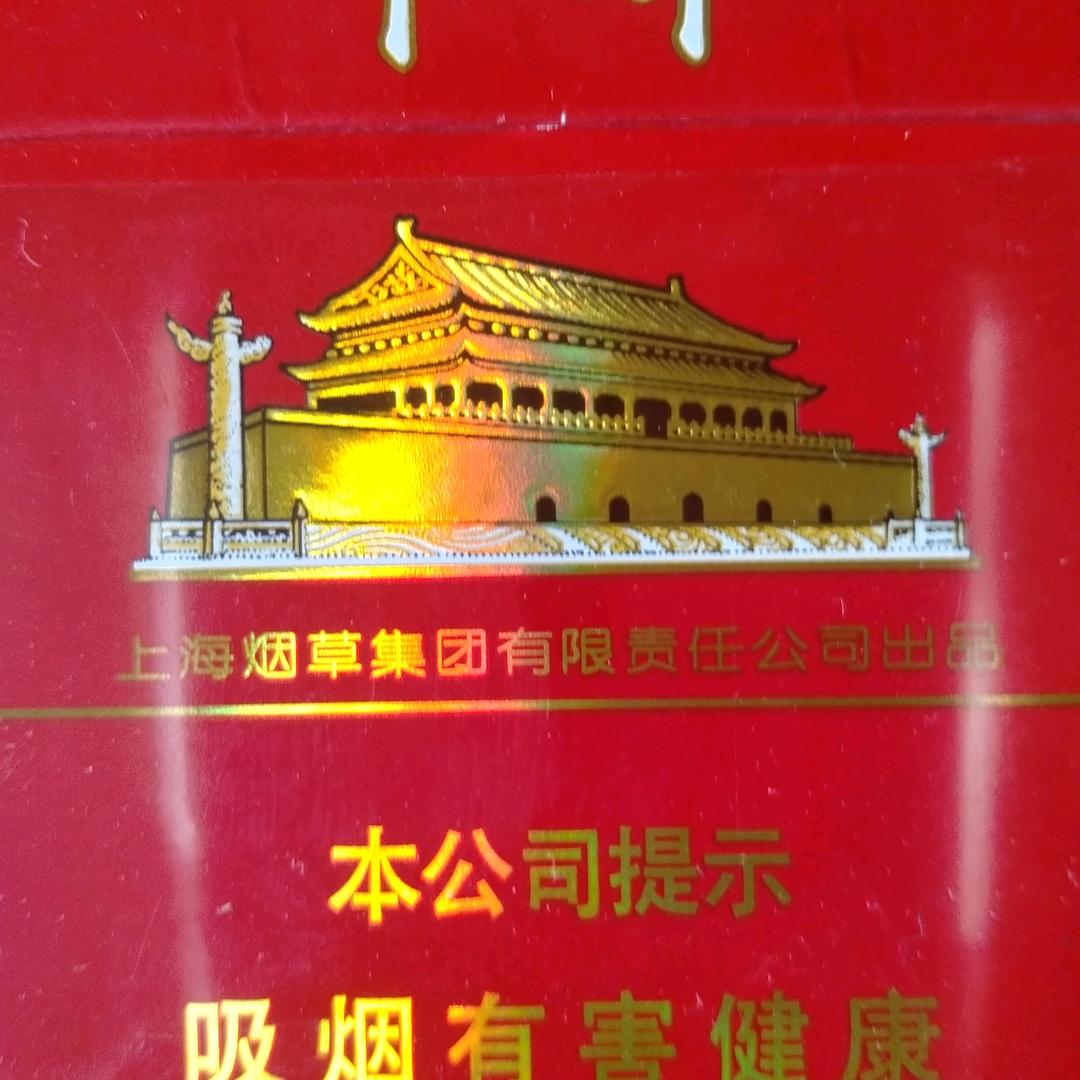 上海烟草集团有限责任公司出品
本公司提示
吸烟有害健康